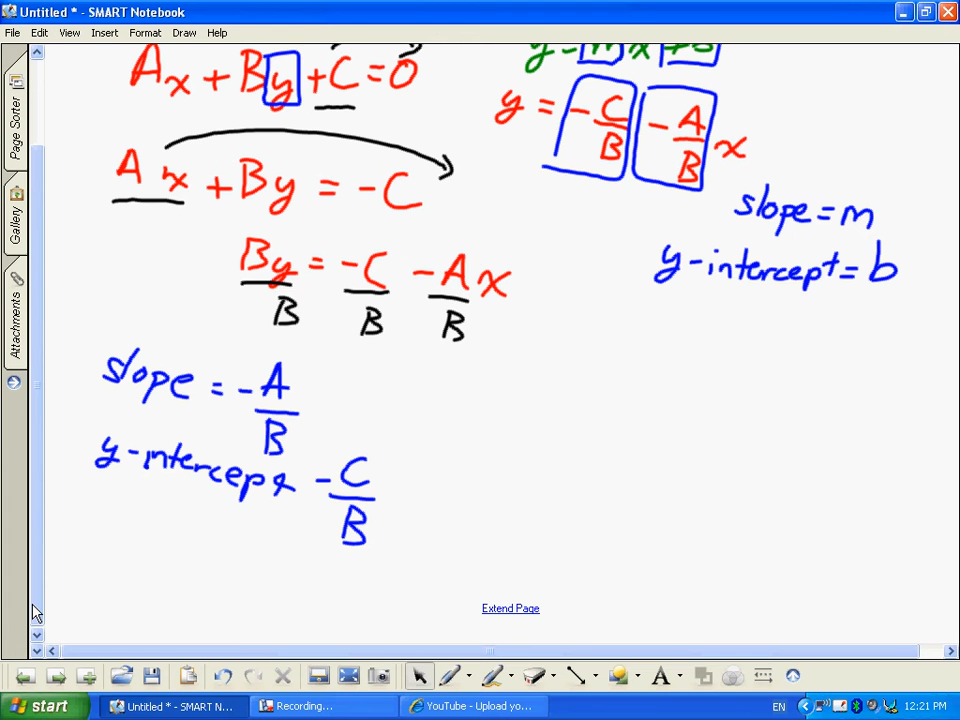 Untitled * - SMART Notebook
File Edit View Insert Format Draw Help
Page Sorter
Gallery
Attachments
Ax + By + C = 0
y = mx + b
y = - C/B - A/B x
Ax + By = -C
slope = m
y-intercept = b
By/B = -C/B - A/B x
slope = - A/B
y-intercept - C/B
Extend Page
start
Untitled * - SMART N...
Recording...
YouTube - Upload yo...
EN
12:21 PM